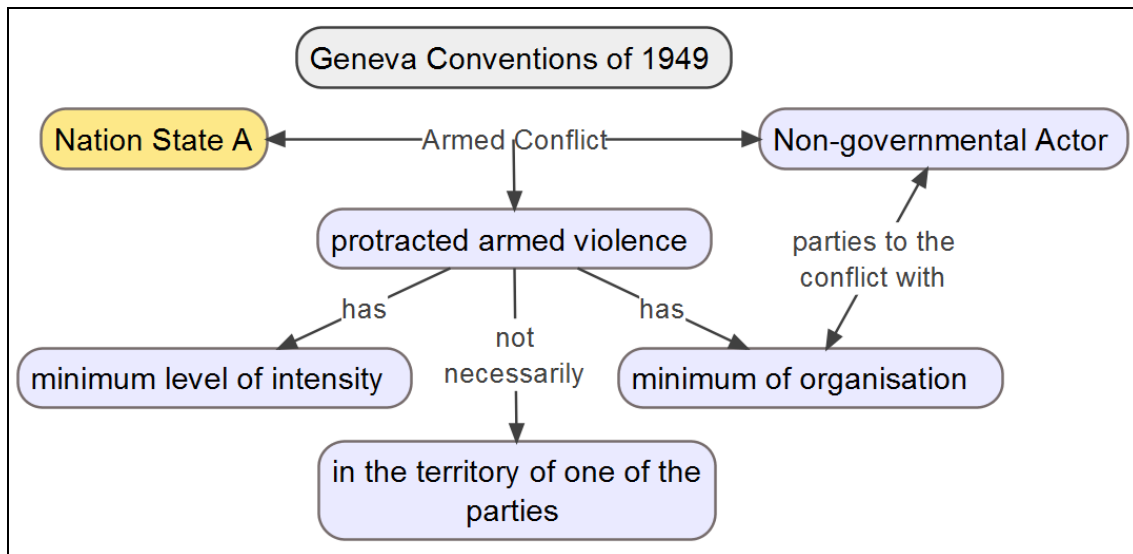 Geneva Conventions of 1949
Nation State A
Armed Conflict
Non-governmental Actor
protracted armed violence
parties to the
conflict with
has
not
necessarily
has
minimum level of intensity
minimum of organisation
in the territory of one of the
parties